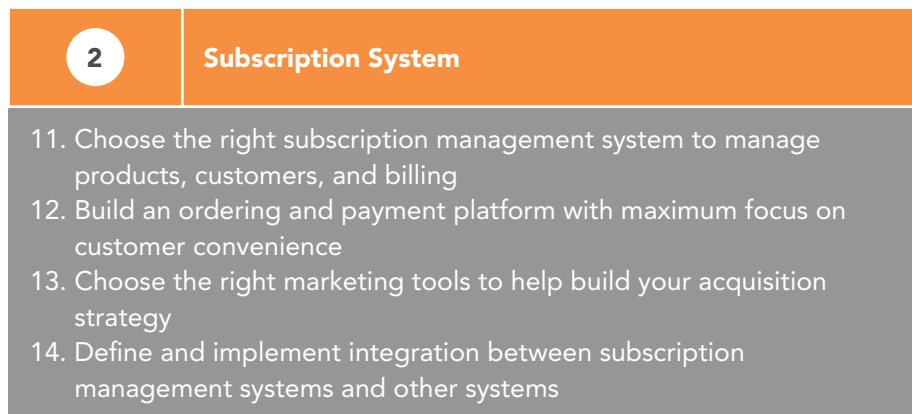 2
Subscription System
11. Choose the right subscription management system to manage
products, customers, and billing
12. Build an ordering and payment platform with maximum focus on
customer convenience
13. Choose the right marketing tools to help build your acquisition
strategy
14. Define and implement integration between subscription
management systems and other systems